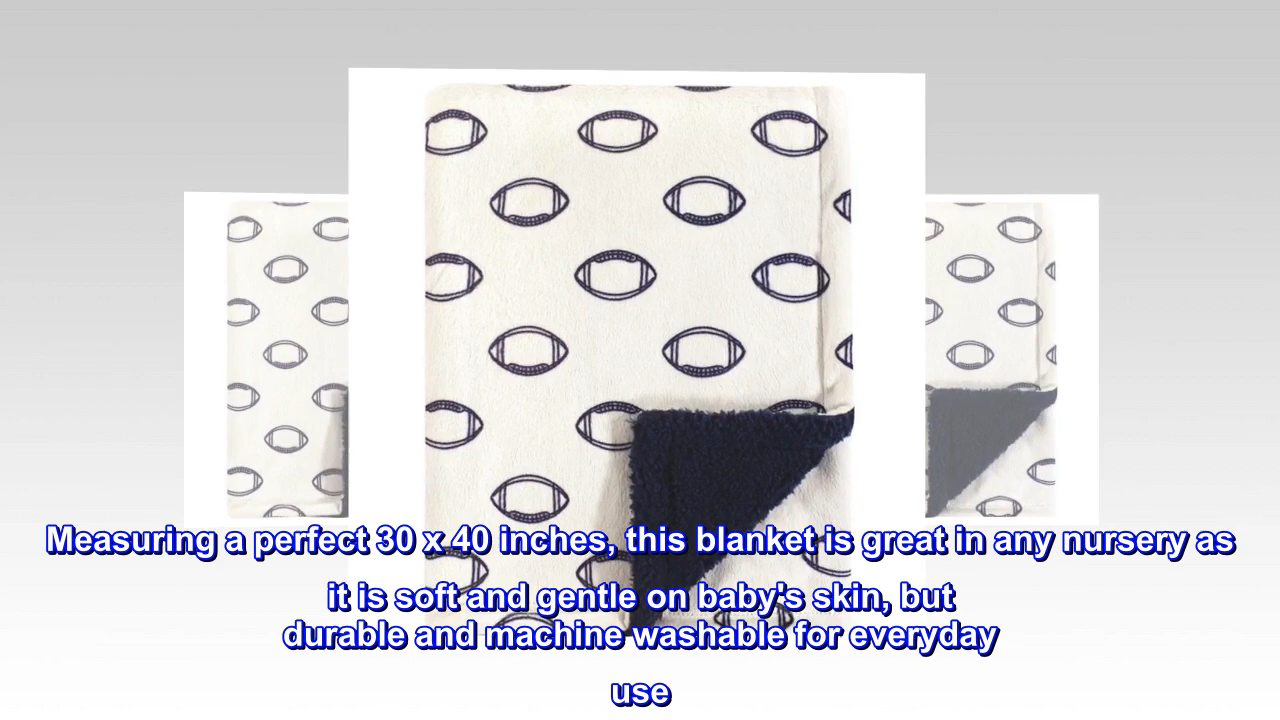 Measuring a perfect 30 x 40 inches, this blanket is great in any nursery as
it is soft and gentle on baby's skin, but
durable and machine washable for everyday
use